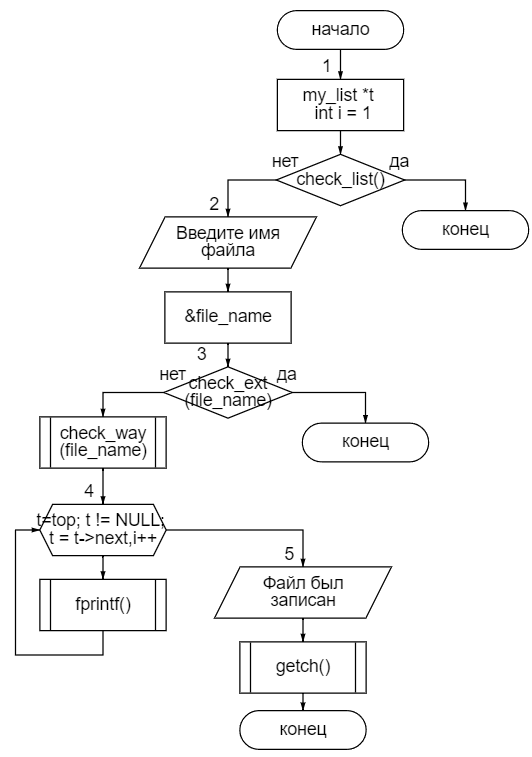 начало
1
my_list *t
int i = 1
нет
да
check_list()
2
конец
Введите имя
файла
&file_name
3
нет
да
check_ext
(file_name)
check_way
(file_name)
конец
4
t=top; t != NULL;
t = t->next,i++
5
fprintf()
Файл был
записан
getch()
конец